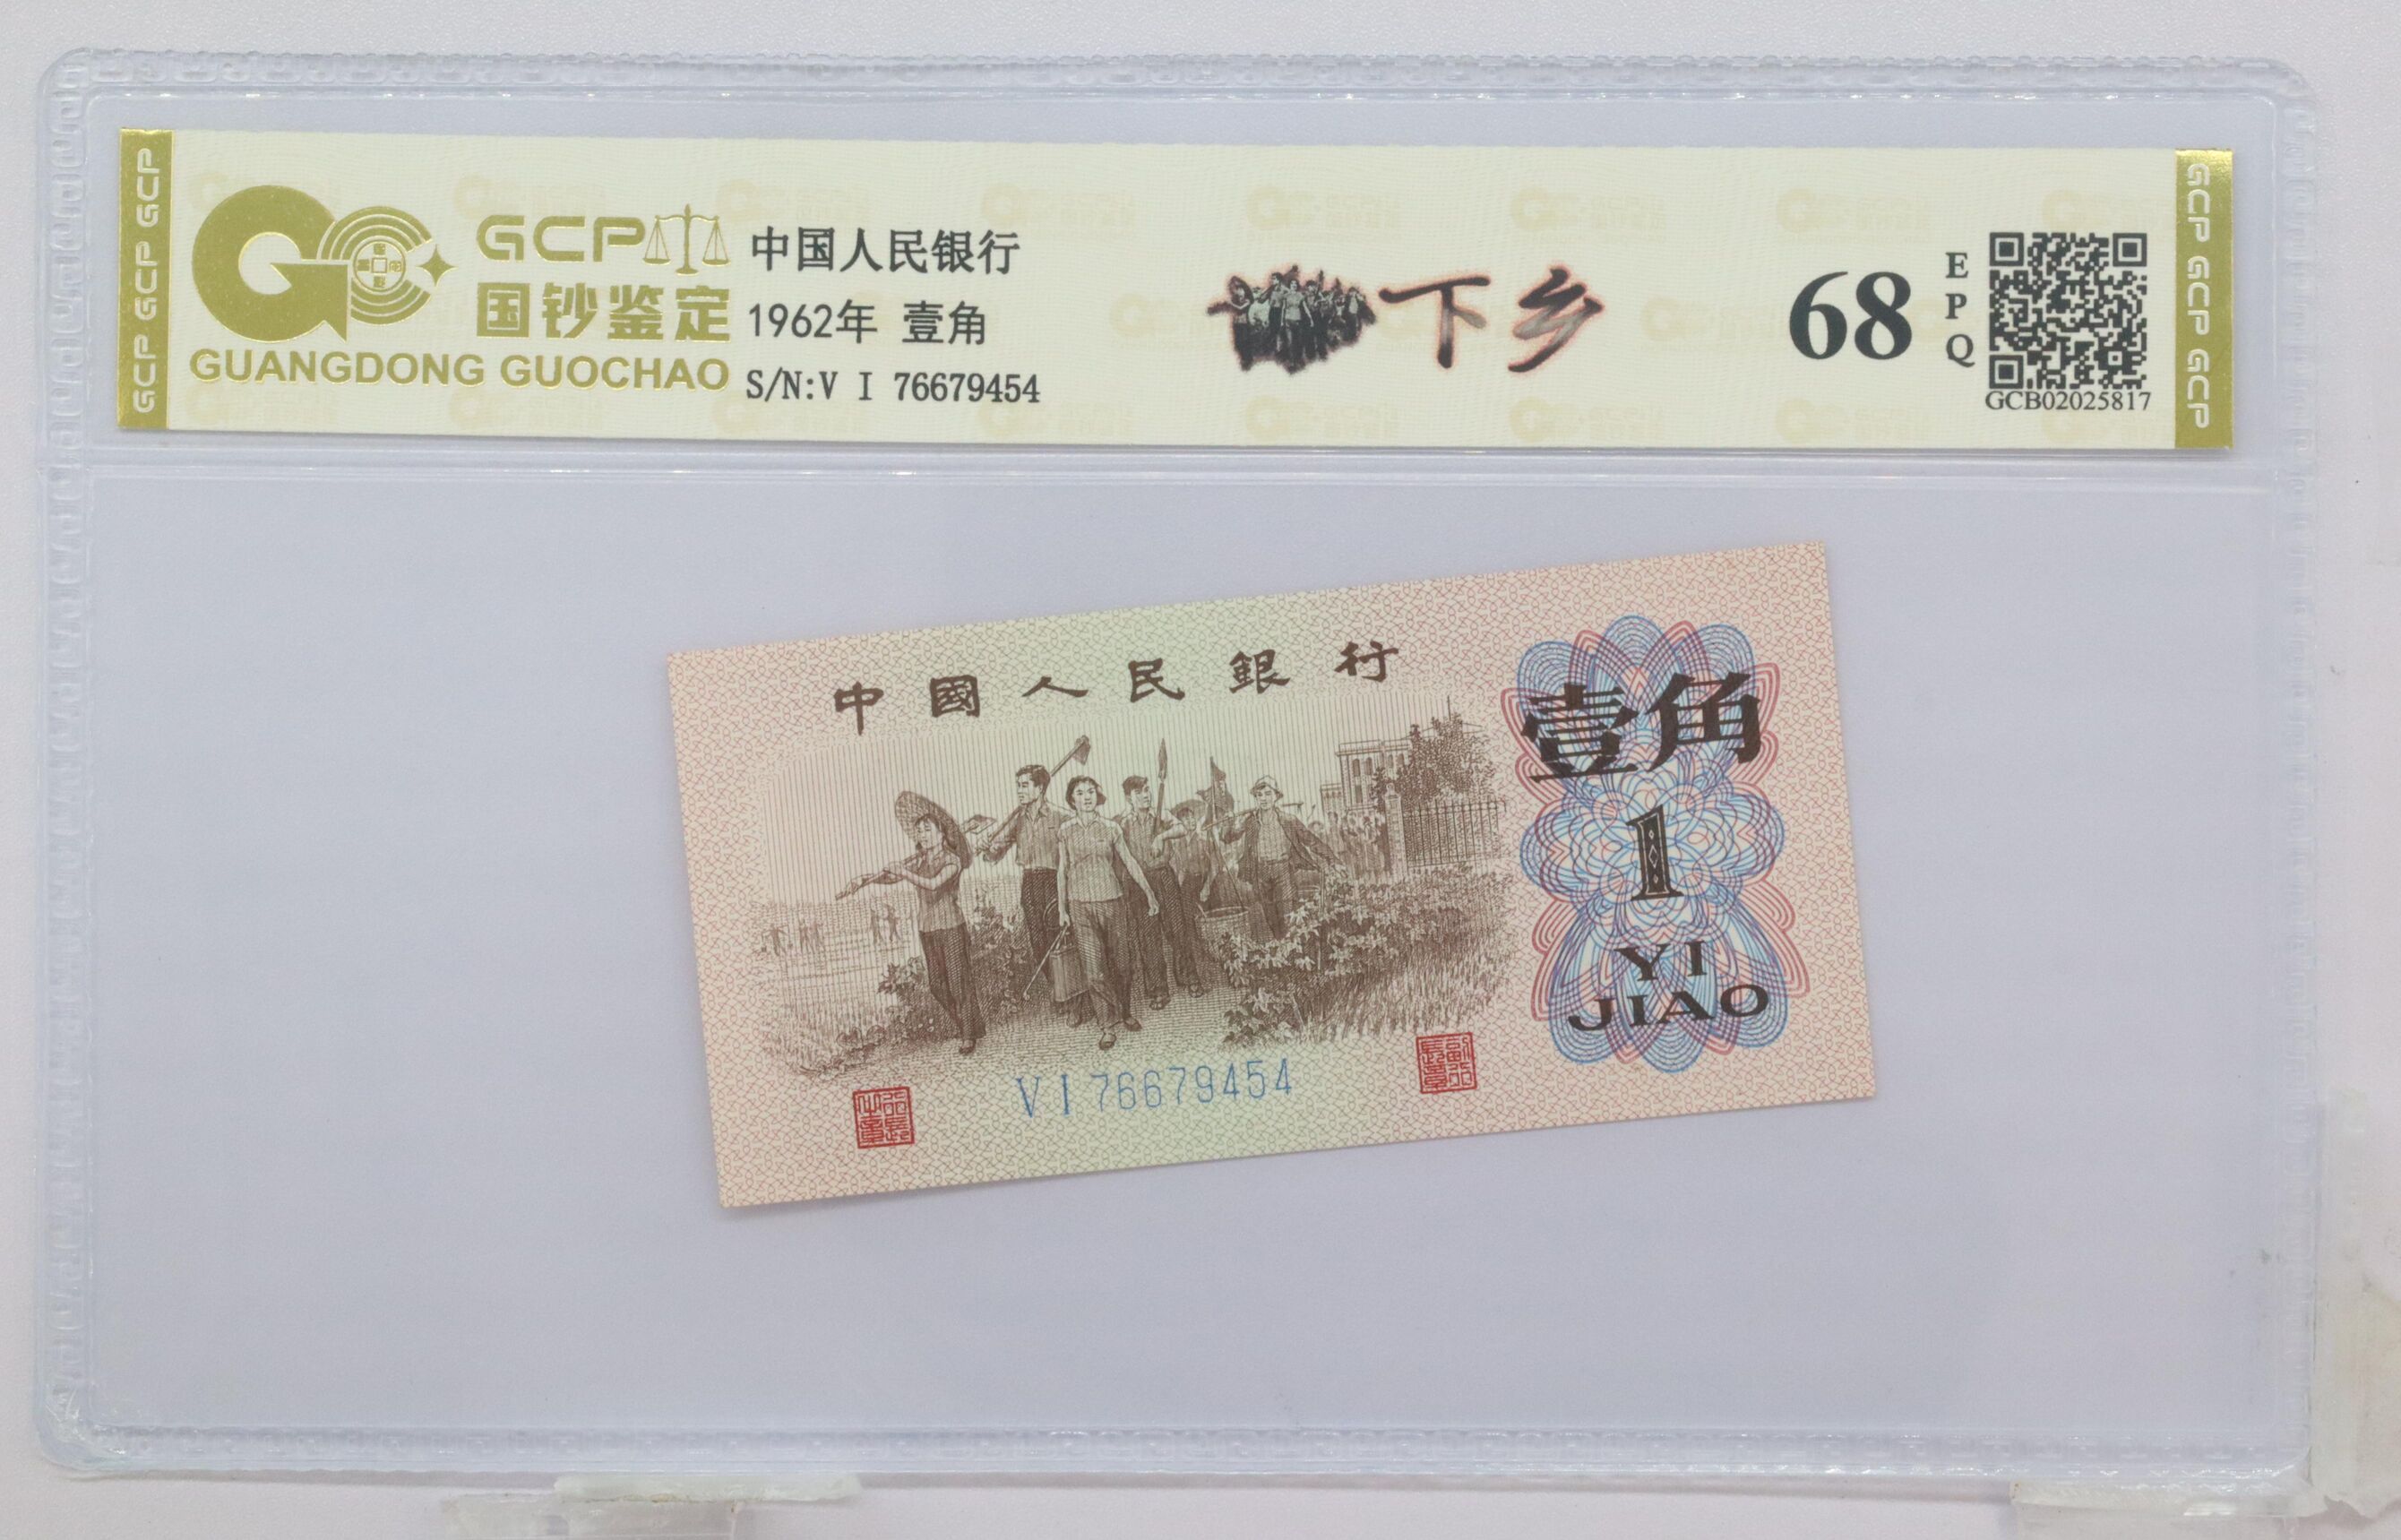 GCP GCP GCP
GCP
国钞鉴定
GUANGDONG GUOCHAO
中国人民银行
1962年 壹角
S/N:V I 76679454
下乡
68
EPQ
GCB02025817
GCP GCP GCP
中國人民銀行
壹角
1
YI
JIAO
V I 76679454